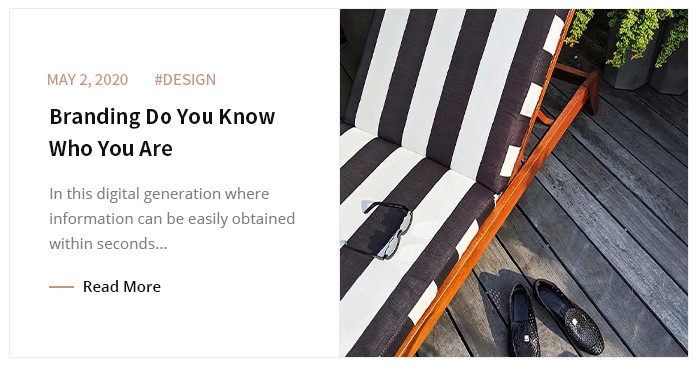 MAY 2, 2020 #DESIGN
Branding Do You Know
Who You Are
In this digital generation where
information can be easily obtained
within seconds...
Read More